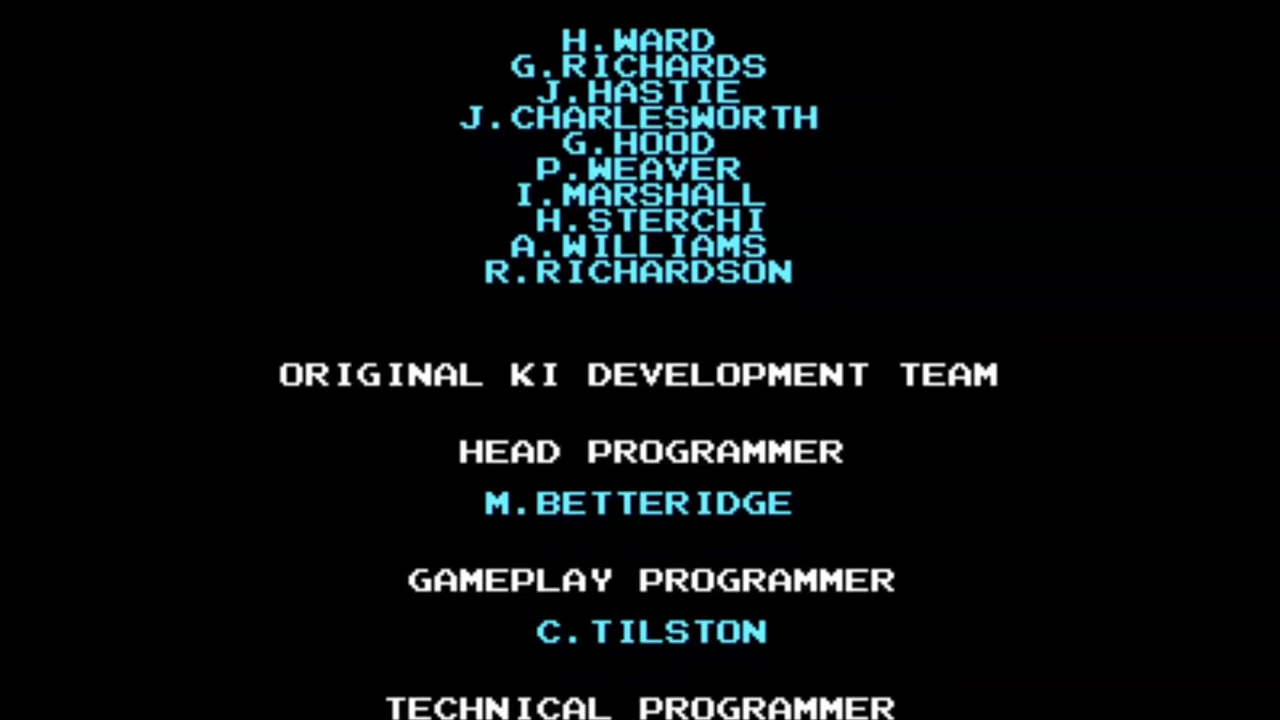 H.WARD
G.RICHARDS
J.HASTIE
J.CHARLESWORTH
G.HOOD
P.WEAVER
I.MARSHALL
H.STERCHI
A.WILLIAMS
R.RICHARDSON
ORIGINAL KI DEVELOPMENT TEAM
HEAD PROGRAMMER
M.BETTERIDGE
GAMEPLAY PROGRAMMER
C.TILSTON
TECHNICAL PROGRAMMER